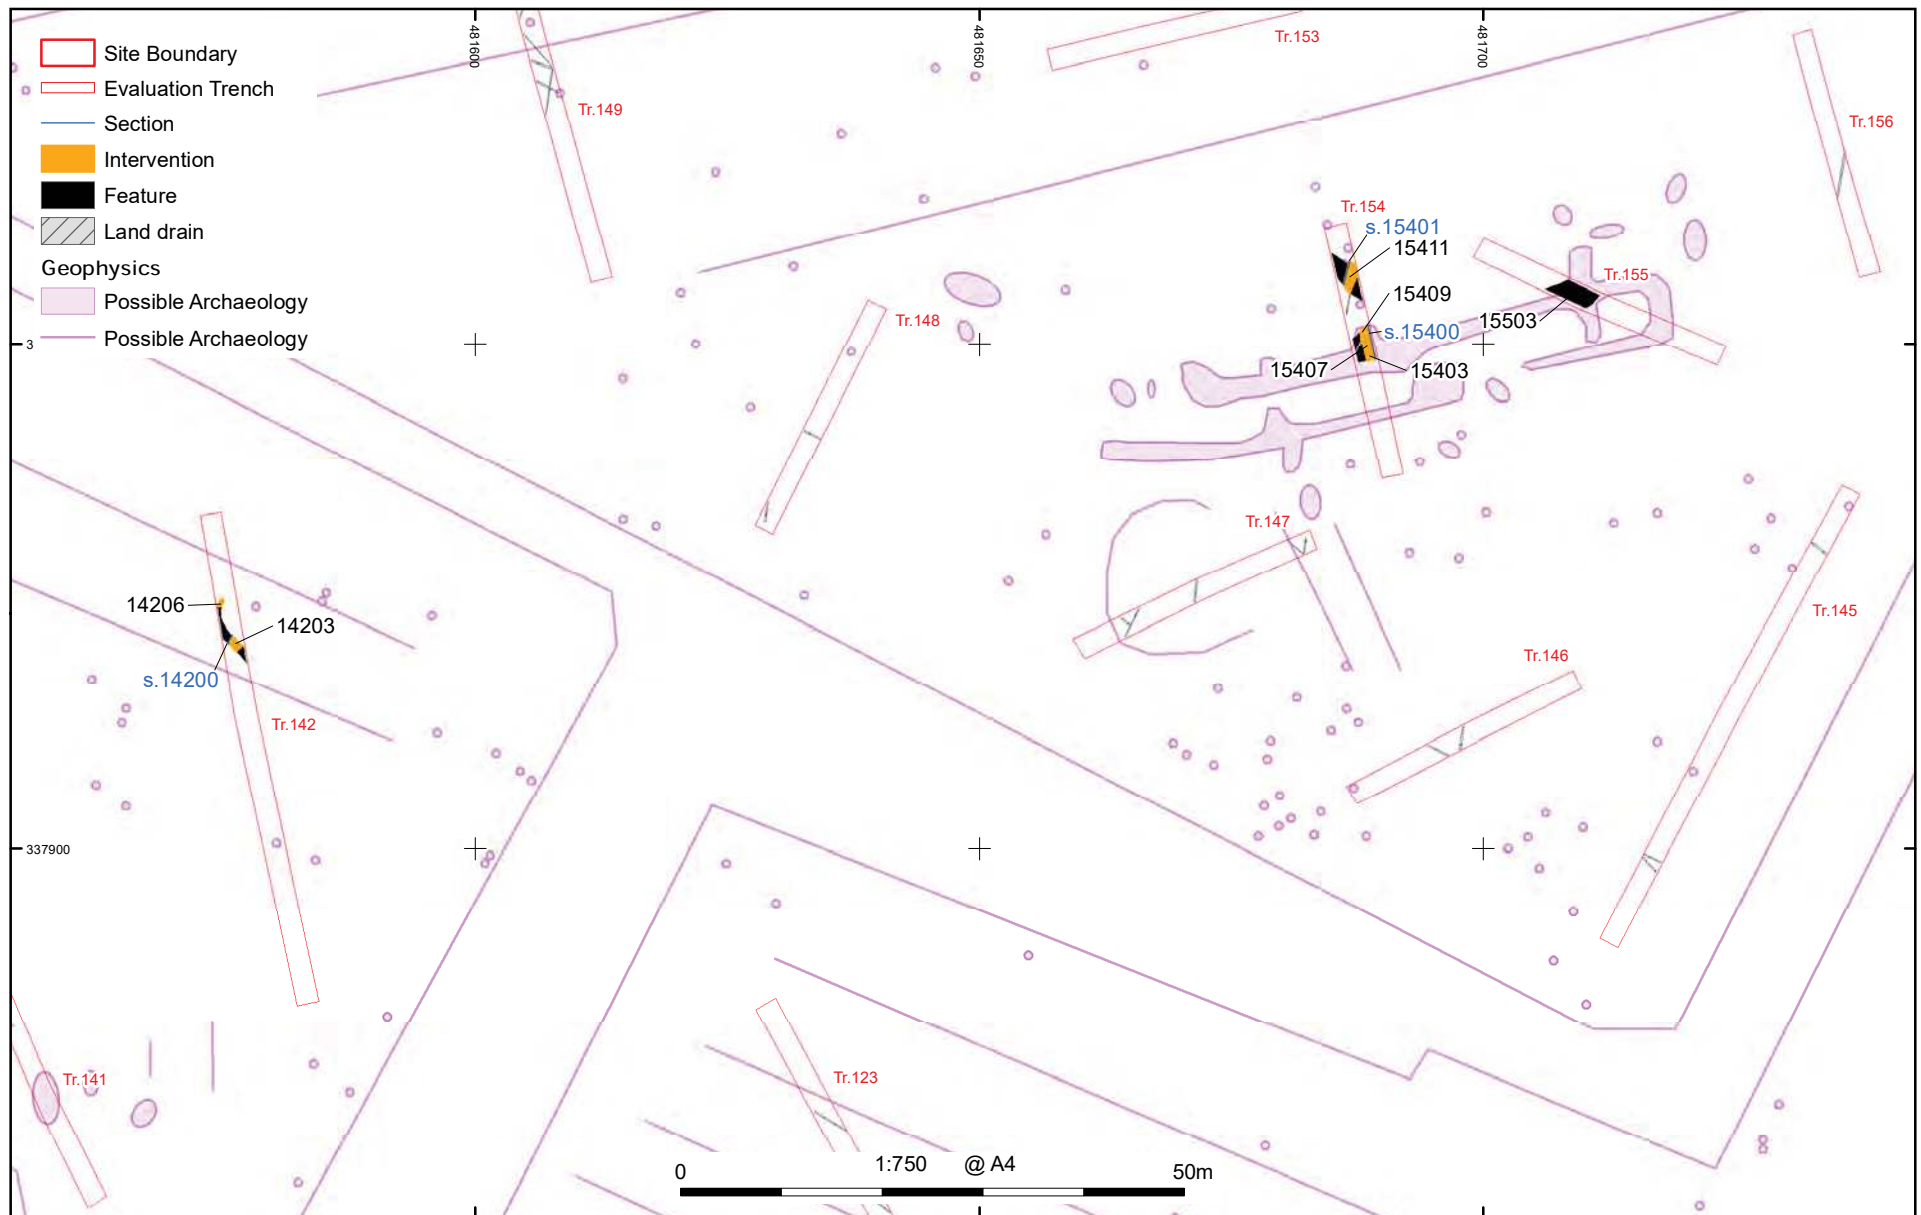 Site Boundary
Evaluation Trench
Section
Intervention
Feature
Land drain
Geophysics
Possible Archaeology
Possible Archaeology
481600
481650
481700
3
337900
Tr.149
Tr.153
Tr.156
Tr.154
s.15401
15411
15409
s.15400
15407
15403
Tr.155
15503
Tr.148
Tr.147
Tr.145
Tr.146
14206
14203
s.14200
Tr.142
Tr.141
Tr.123
1:750 @ A4
0 50m